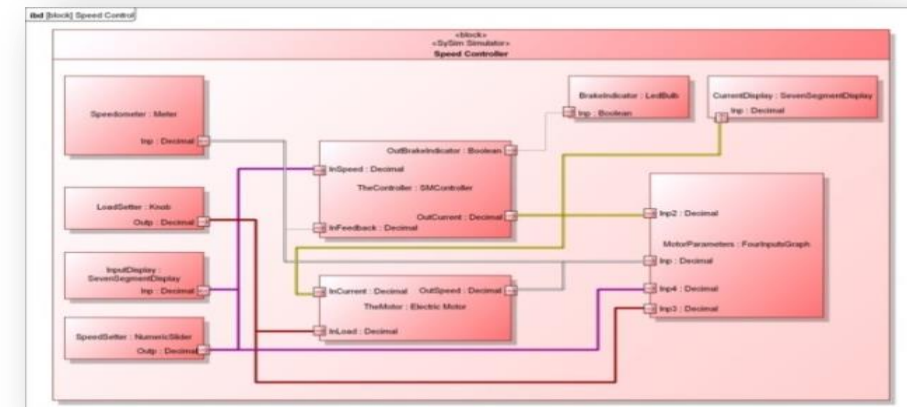 ibd [block] Speed Control
«block»
«SySim Simulator»
Speed Controller
Speedometer : Meter
Inp : Decimal
LoadSetter : Knob
Outp : Decimal
InputDisplay :
SevenSegmentDisplay
Inp : Decimal
SpeedSetter : NumericSlider
Outp : Decimal
OutBrakeIndicator : Boolean
InSpeed : Decimal
TheController : SMController
OutCurrent : Decimal
InFeedback : Decimal
InCurrent : Decimal
OutSpeed : Decimal
TheMotor : Electric Motor
InLoad : Decimal
BrakeIndicator : LedBulb
Inp : Boolean
CurrentDisplay : SevenSegmentDisplay
Inp : Decimal
Inp2 : Decimal
MotorParameters : FourInputsGraph
Inp : Decimal
Inp4 : Decimal
Inp3 : Decimal